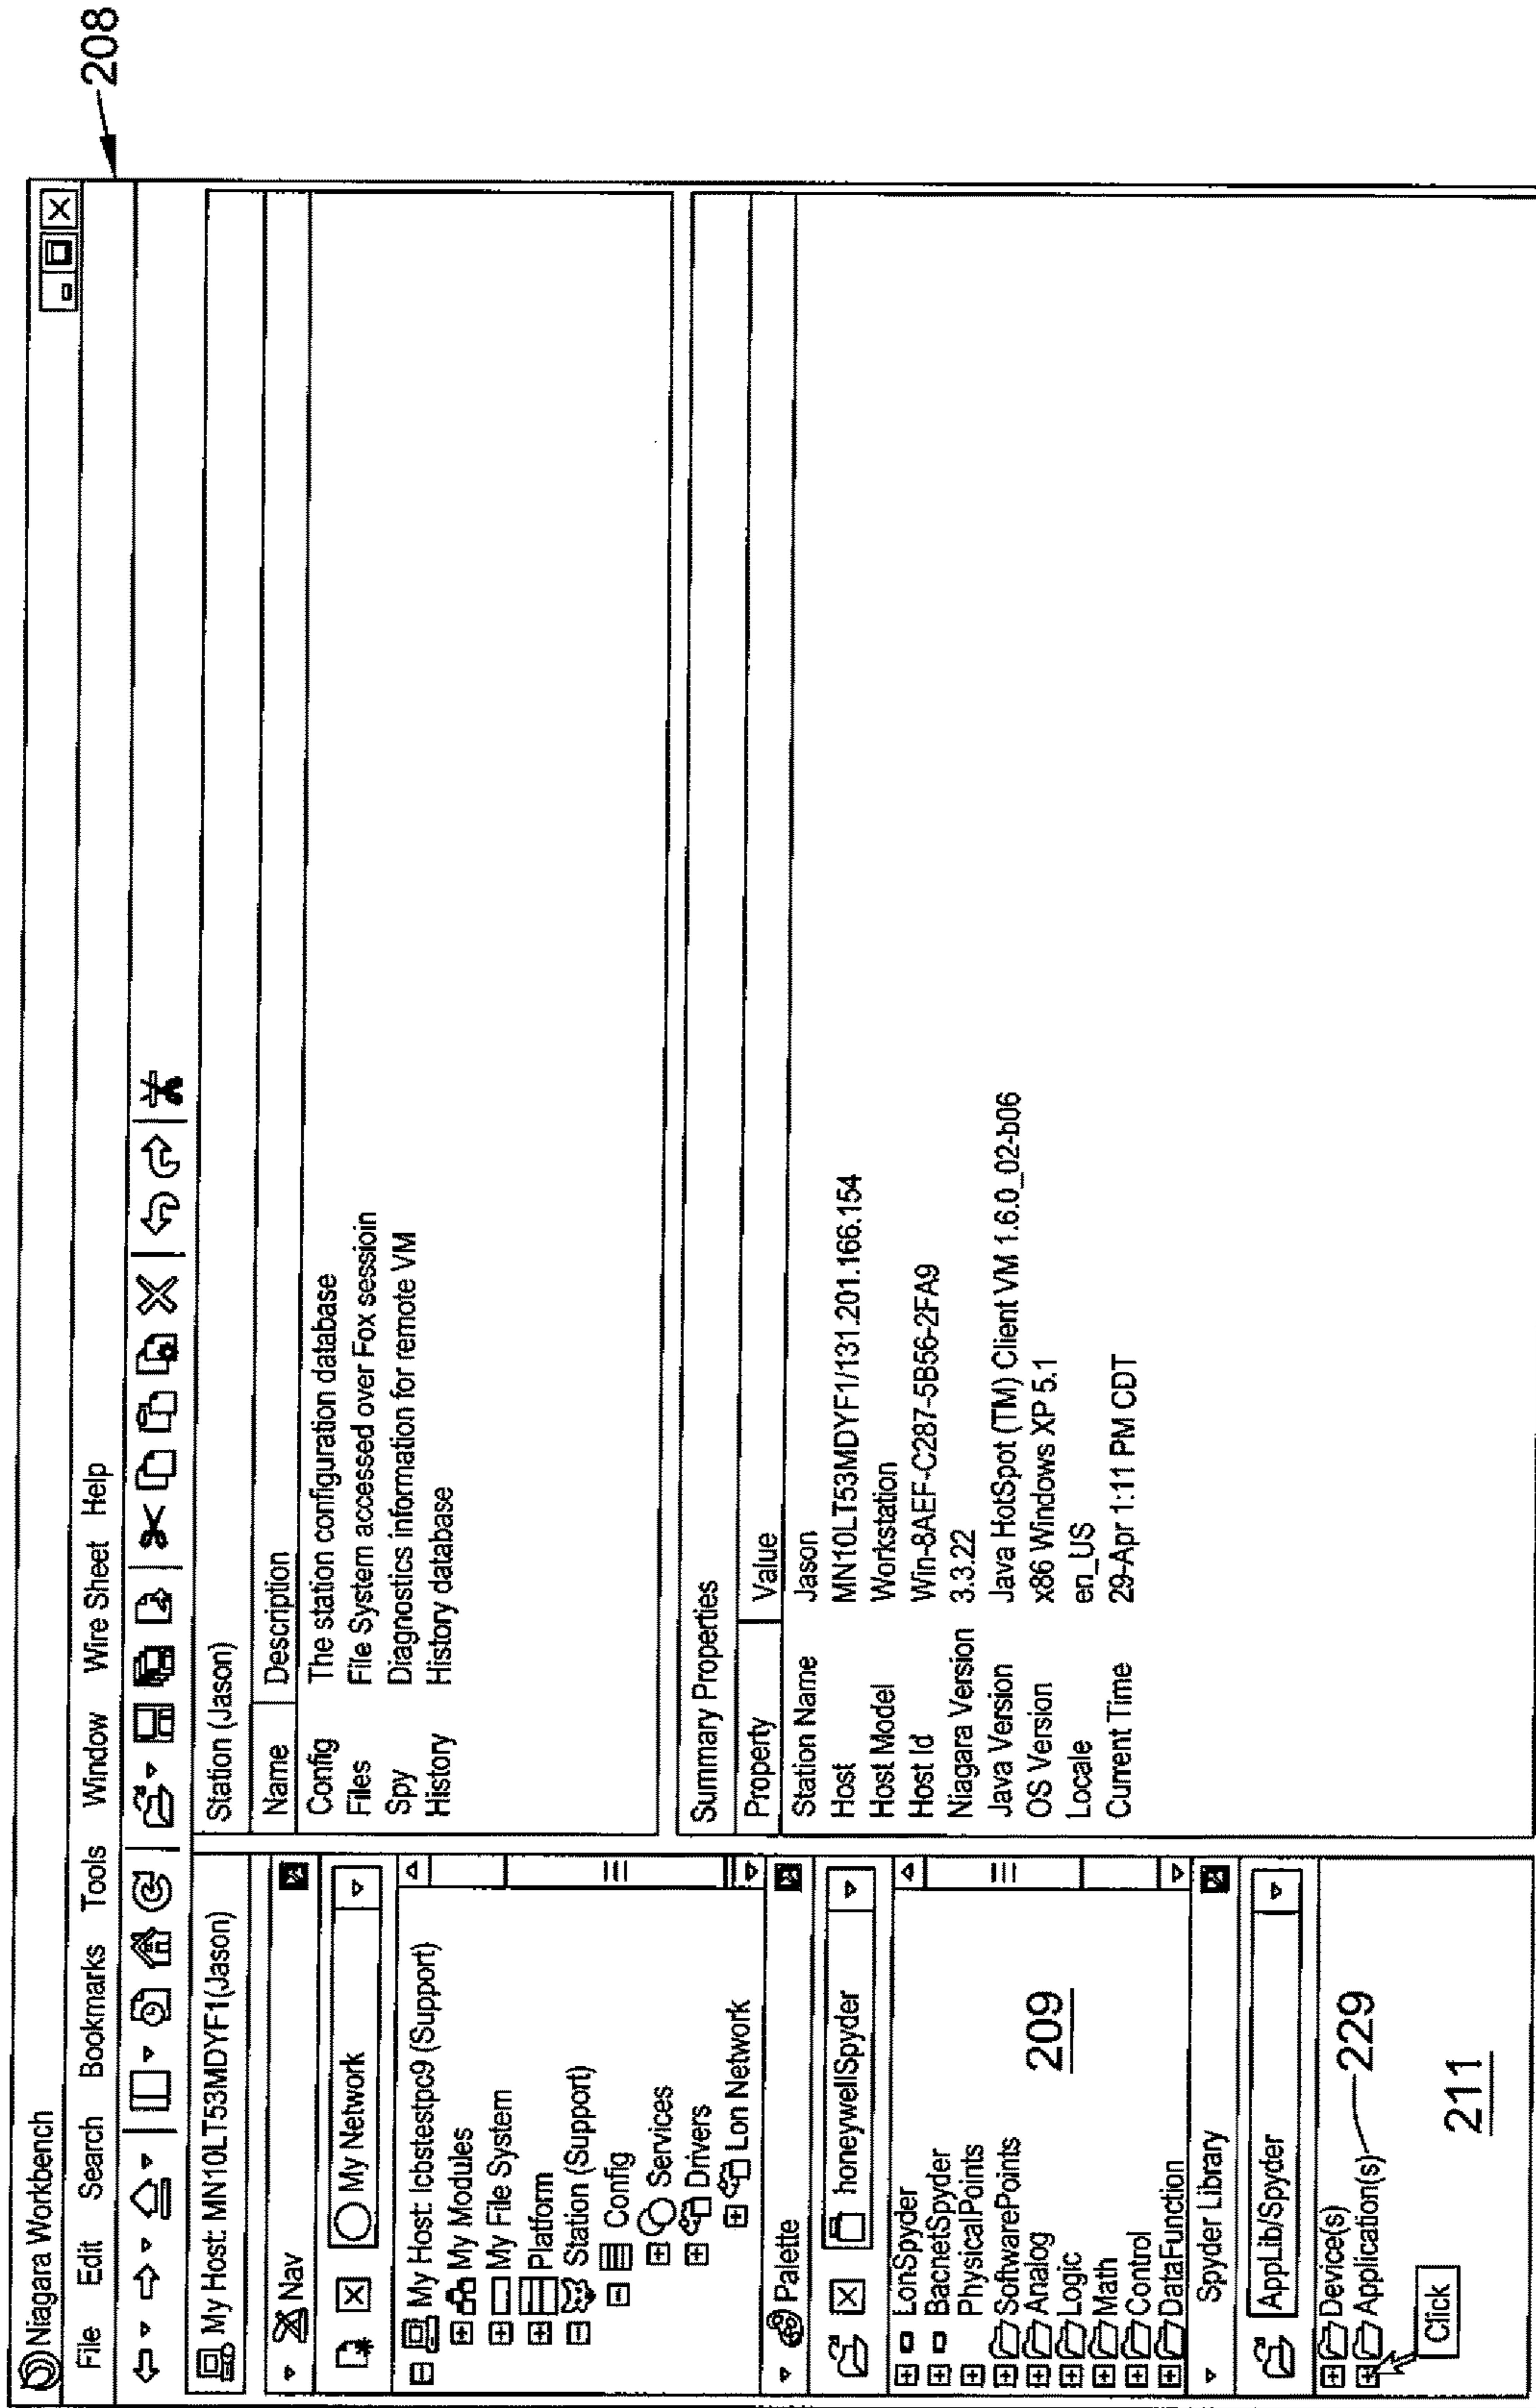 208
Niagara Workbench
File Edit Search Bookmarks Tools Window Wire Sheet Help
My Host: MN10LT53MDYF1(Jason)
Nav
My Network
My Host: Icbstestpc9 (Support)
My Modules
My File System
Platform
Station (Support)
Config
Services
Drivers
Lon Network
Palette
honeywellSpyder
LonSpyder
BacnetSpyder
PhysicalPoints
SoftwarePoints
Analog
Logic
Math
Control
DataFunction
209
Spyder Library
AppLib/Spyder
Device(s)
Application(s)
229
Click
211
Station (Jason)
Name Description
Config The station configuration database
Files File System accessed over Fox sessioin
Spy Diagnostics information for remote VM
History History database
Summary Properties
Property Value
Station Name Jason
Host MN10LT53MDYF1/131.201.166.154
Host Model Workstation
Host Id Win-8AEF-C287-5B56-2FA9
Niagara Version 3.3.22
Java Version Java HotSpot (TM) Client VM 1.6.0_02-b06
OS Version x86 Windows XP 5.1
Locale en_US
Current Time 29-Apr 1:11 PM CDT